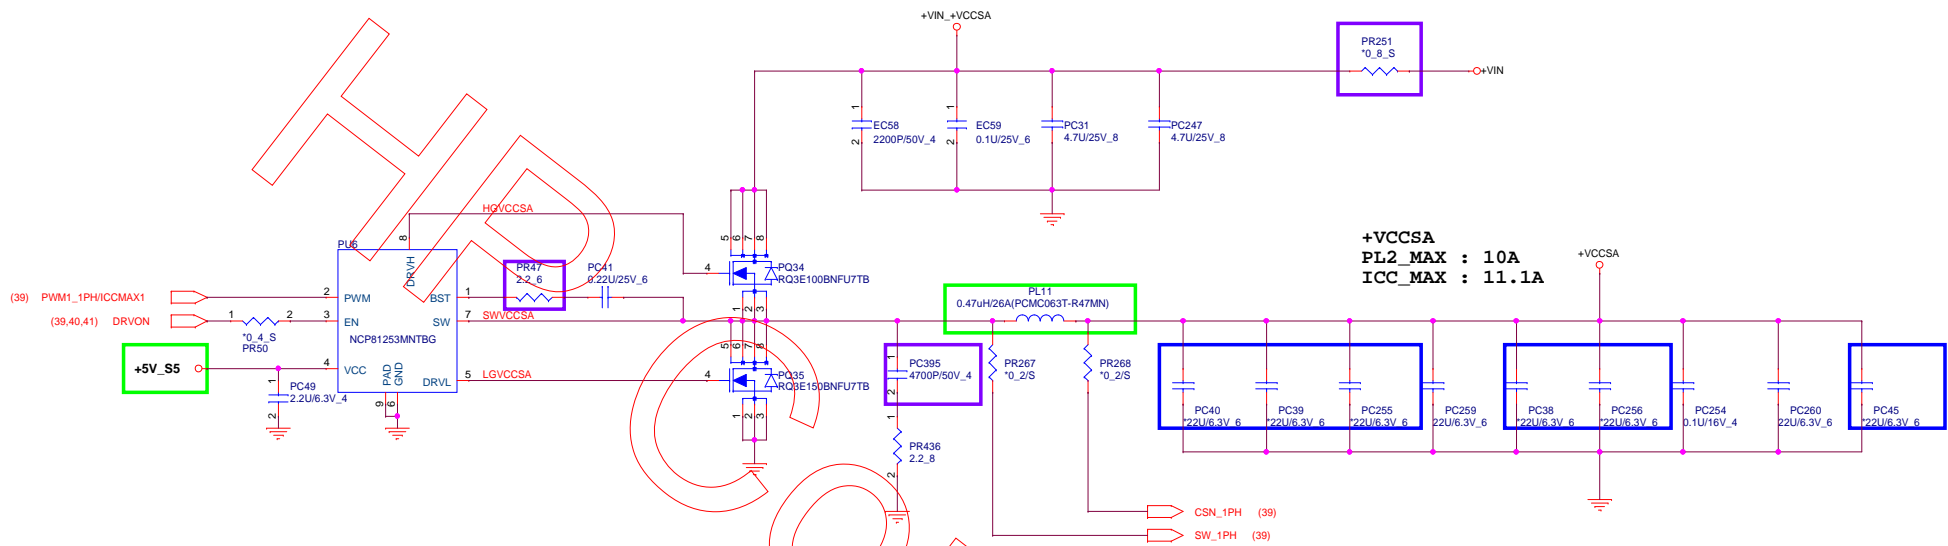 +VIN_+VCCSA
PR251
*0_8_S
+VIN
1
2
EC58
2200P/50V_4
1
2
EC59
0.1U/25V_6
PC31
4.7U/25V_8
PC247
4.7U/25V_8
HGVCCSA
+VCCSA
PL2_MAX : 10A
ICC_MAX : 11.1A
+VCCSA
PU6
8
DRVH
5
6
7
8
4
PQ34
RQ3E100BNFU7TB
1
2
3
PR47
2.2_6
PC41
0.22U/25V_6
(39) PWM1_1PH/ICCMAX1
2
PWM
BST
1
(39,40,41) DRVON
1
2
*0_4_S
PR50
3
EN
SW
7
SWVCCSA
NCP81253MNTBG
PL11
0.47uH/26A(PCMC063T-R47MN)
+5V_S5
4
VCC
PAD
GND
DRVL
5
LGVCCSA
9
6
1
2
PC49
2.2U/6.3V_4
5
6
7
8
4
PQ35
RQ3E150BNFU7TB
1
2
3
1
2
PC395
4700P/50V_4
1
2
PR436
2.2_8
PR267
*0_2/S
PR268
*0_2/S
PC40
*22U/6.3V_6
PC39
*22U/6.3V_6
PC255
*22U/6.3V_6
PC259
22U/6.3V_6
PC38
*22U/6.3V_6
PC256
*22U/6.3V_6
PC254
0.1U/16V_4
PC260
22U/6.3V_6
PC45
*22U/6.3V_6
CSN_1PH (39)
SW_1PH (39)